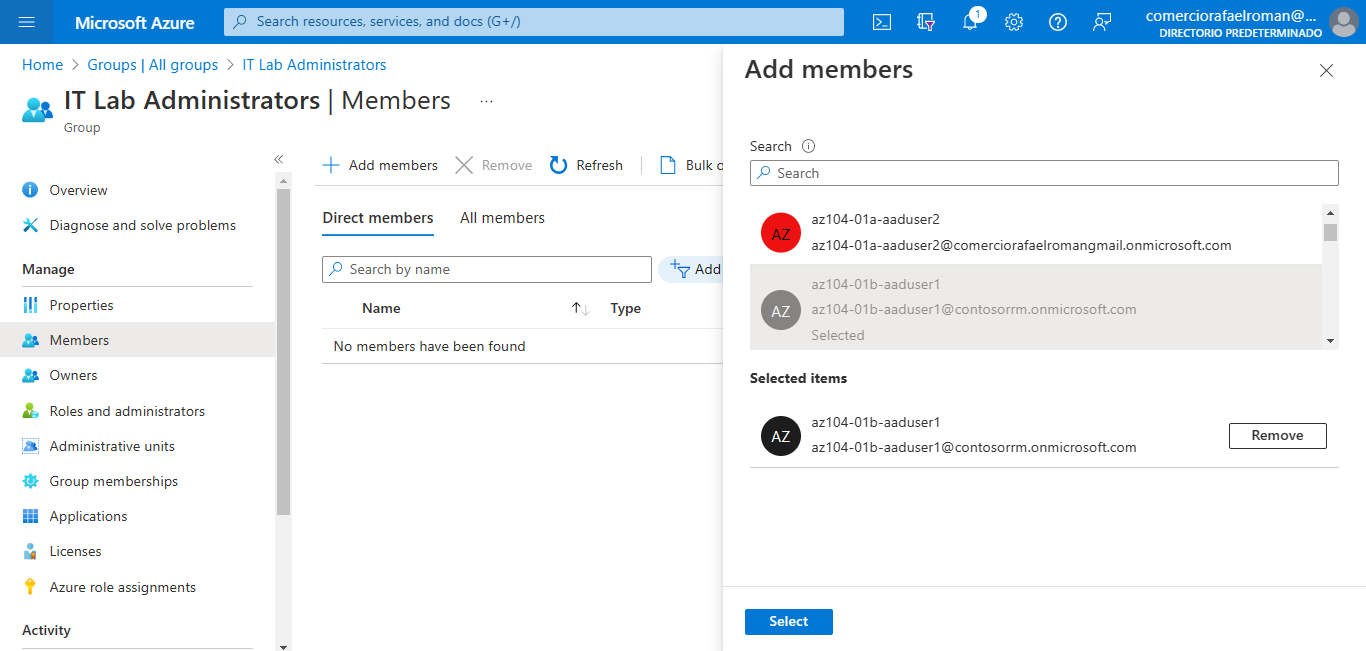 Microsoft Azure
Search resources, services, and docs (G+/)
1
comerciorafaelroman@...
DIRECTORIO PREDETERMINADO
Home > Groups | All groups > IT Lab Administrators
IT Lab Administrators | Members ...
Group
Overview
Diagnose and solve problems
Manage
Properties
Members
Owners
Roles and administrators
Administrative units
Group memberships
Applications
Licenses
Azure role assignments
Activity
Add members
Remove
Refresh
Bulk o
Direct members
All members
Search by name
Add
Name
Type
No members have been found
Add members
Search
Search
AZ
az104-01a-aaduser2
az104-01a-aaduser2@comerciorafaelromangmail.onmicrosoft.com
AZ
az104-01b-aaduser1
az104-01b-aaduser1@contosorrm.onmicrosoft.com
Selected
Selected items
AZ
az104-01b-aaduser1
az104-01b-aaduser1@contosorrm.onmicrosoft.com
Remove
Select